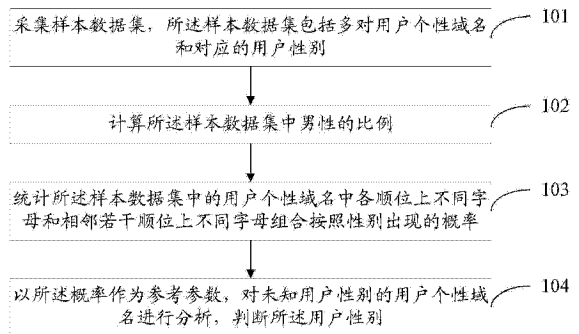 采集样本数据集，所述样本数据集包括多对用户个性域名
和对应的用户性别
101
计算所述样本数据集中男性的比例
102
统计所述样本数据集中的用户个性域名中各顺位上不同字
母和相邻若干顺位上不同字母组合按照性别出现的概率
103
以所述概率作为参考参数，对未知用户性别的用户个性域
名进行分析，判断所述用户性别
104